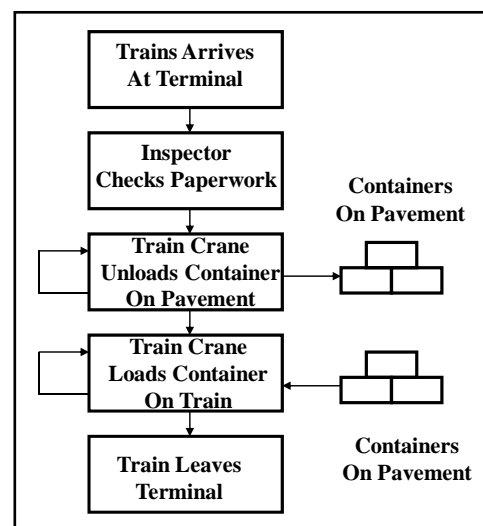 Trains Arrives
At Terminal
Inspector
Checks Paperwork
Containers
On Pavement
Train Crane
Unloads Container
On Pavement
Train Crane
Loads Container
On Train
Containers
On Pavement
Train Leaves
Terminal